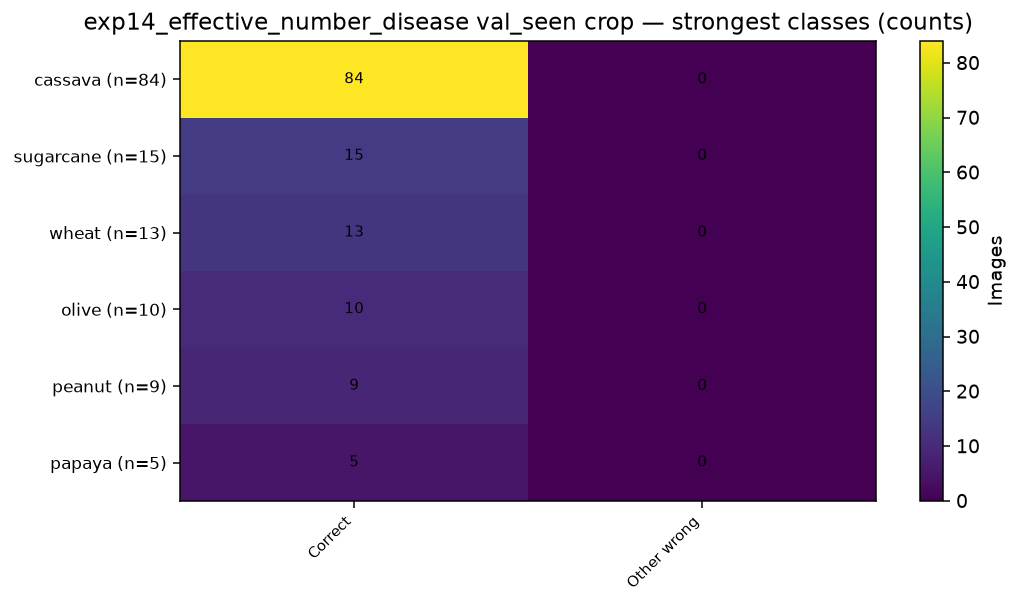 exp14_effective_number_disease val_seen crop — strongest classes (counts)
cassava (n=84) 84 0
sugarcane (n=15) 15 0
wheat (n=13) 13 0
olive (n=10) 10 0
peanut (n=9) 9 0
papaya (n=5) 5 0
Correct
Other wrong
80
70
60
50
40
30
20
10
0
Images